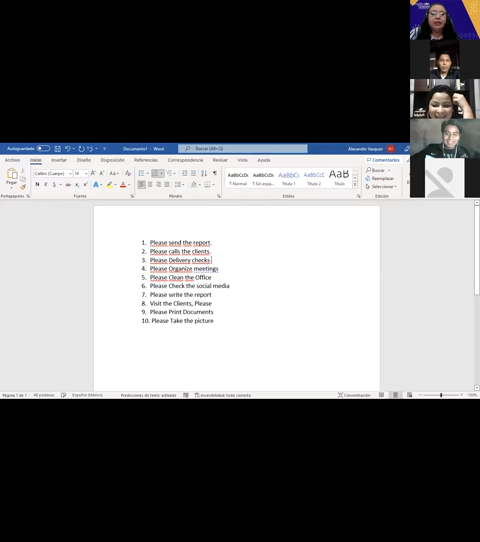 Autoguardado
Documento1 - Word
Buscar (Alt+Q)
Alexander Vasquez
Archivo Inicio Insertar Diseño Disposición Referencias Correspondencia Revisar Vista Ayuda Comentarios
Pegar
Calibri (Cuerpo) 14
N K S
AaBbCcDc AaBbCcDc AaBbCc AaBbCcC AaB
¶ Normal ¶ Sin espa... Título 1 Título 2 Título
Buscar
Reemplazar
Seleccionar
Portapapeles Fuente Párrafo Estilos Edición
1. Please send the report.
2. Please calls the clients.
3. Please Delivery checks
4. Please Organize meetings
5. Please Clean the Office
6. Please Check the social media
7. Please write the report
8. Visit the Clients, Please
9. Please Print Documents
10. Please Take the picture
Página 1 de 1 Español (México) Predicciones de texto: activado Accesibilidad: todo correcto Concentración 100%